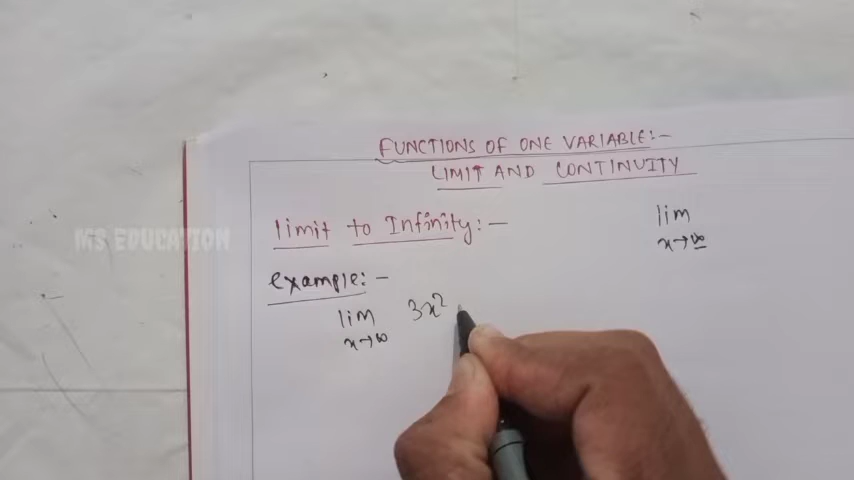 FUNCTIONS OF ONE VARIABLE:-
LIMIT AND CONTINUITY
limit to Infinity:-
lim
x→∞
MS EDUCATION
example:-
lim 3x²
x→∞